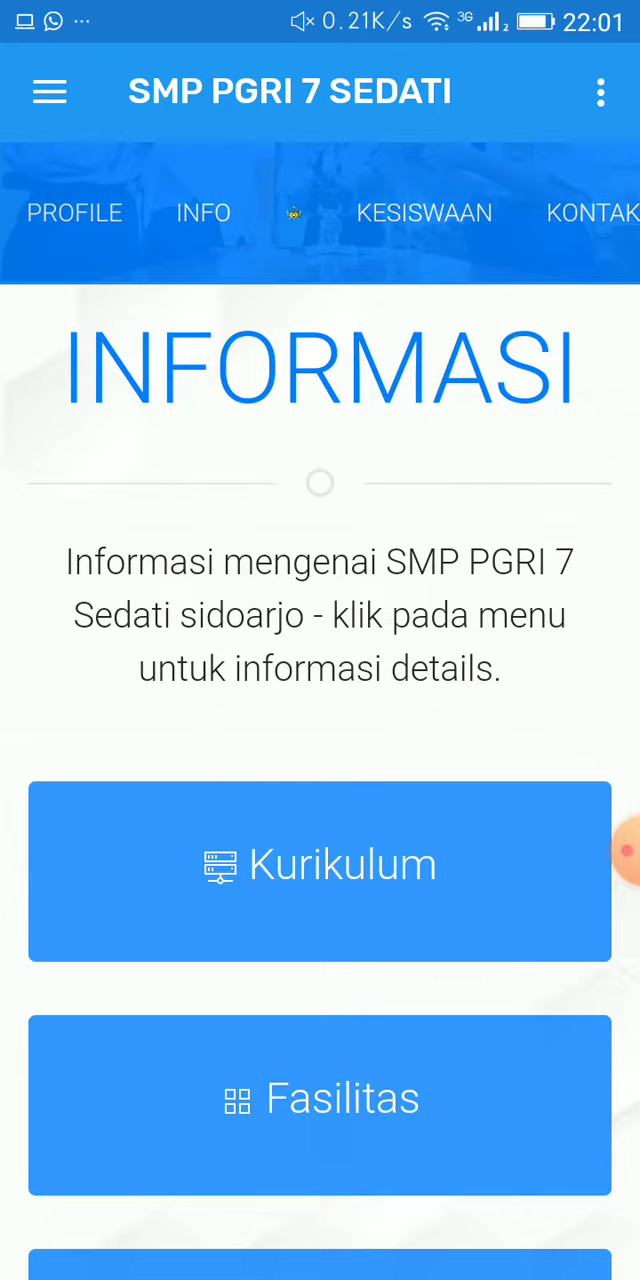 0.21K/s 3G 2 22:01
SMP PGRI 7 SEDATI
PROFILE INFO KESISWAAN KONTAK
INFORMASI
Informasi mengenai SMP PGRI 7
Sedati sidoarjo - klik pada menu
untuk informasi details.
Kurikulum
Fasilitas